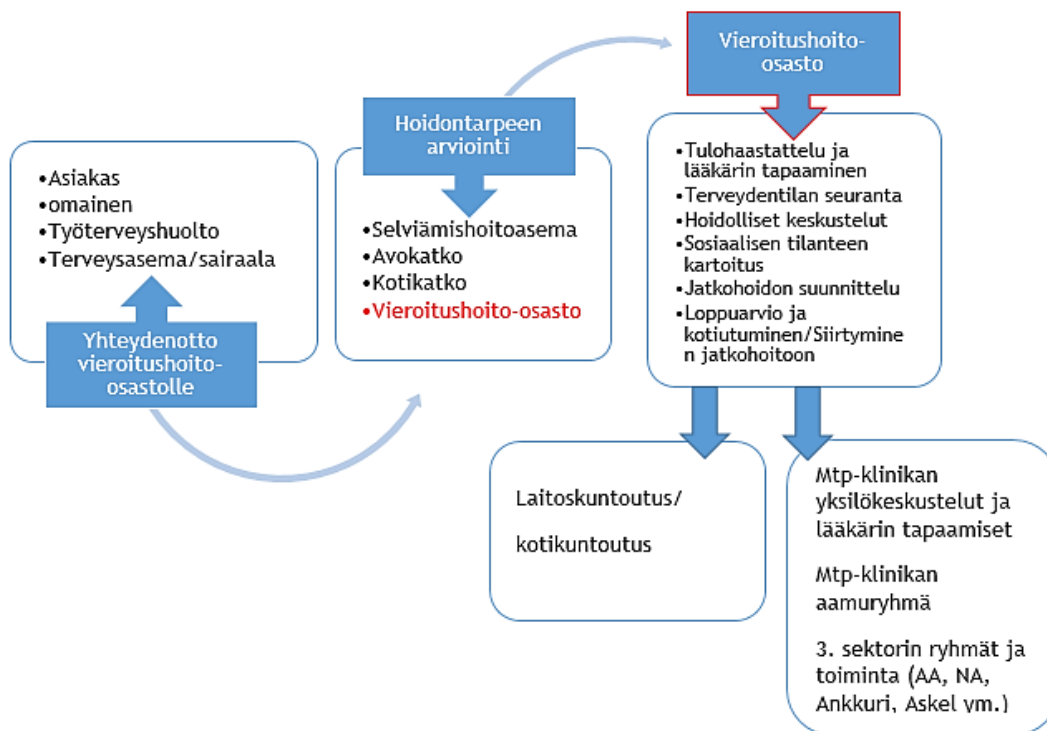 •Asiakas
•omainen
•Työterveyshuolto
•Terveysasema/sairaala
Yhteydenotto
vieroitushoito-
osastolle
Hoidontarpeen
arviointi
•Selviämishoitoasema
•Avokatko
•Kotikatko
•Vieroitushoito-osasto
Vieroitushoito-
osasto
•Tulohaastattelu ja
lääkärin tapaaminen
•Terveydentilan seuranta
•Hoidolliset keskustelut
•Sosiaalisen tilanteen
kartoitus
•Jatkohoidon suunnittelu
•Loppuarvio ja
kotiutuminen/Siirtymine
n jatkohoitoon
Laitoskuntoutus/
kotikuntoutus
Mtp-klinikan
yksilökeskustelut ja
lääkärin tapaamiset
Mtp-klinikan
aamuryhmä
3. sektorin ryhmät ja
toiminta (AA, NA,
Ankkuri, Askel ym.)